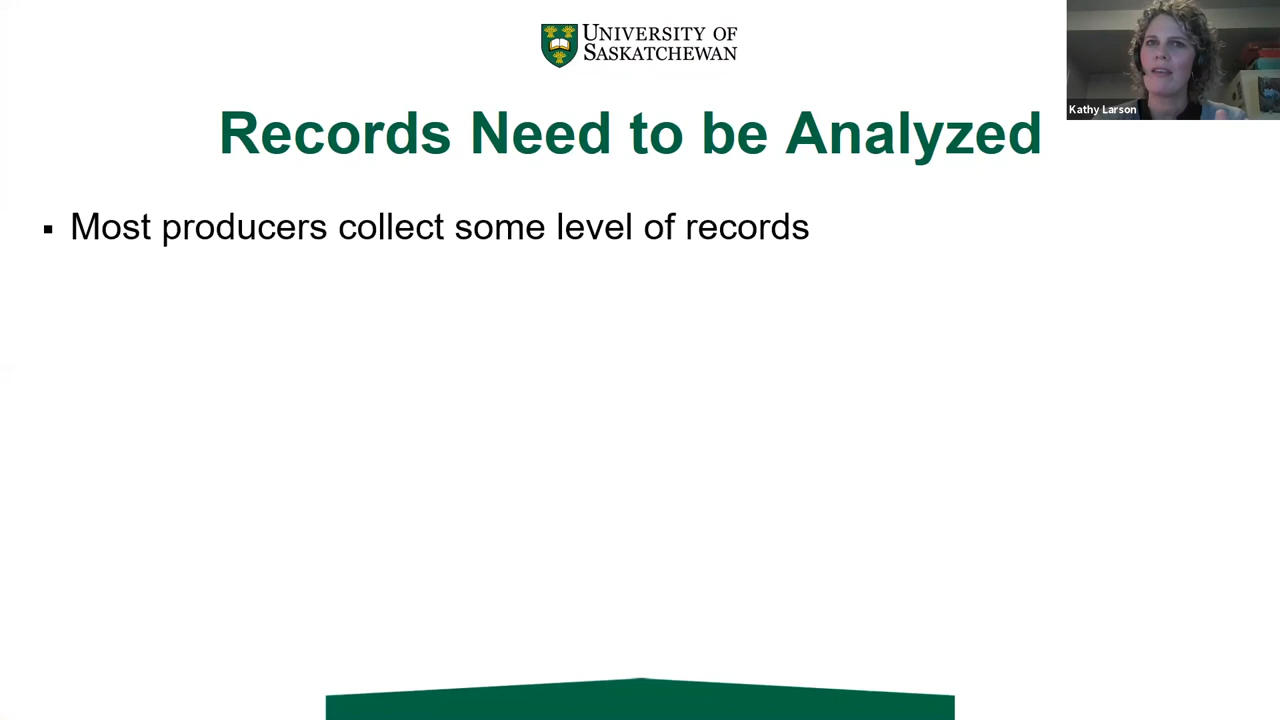 UNIVERSITY OF
SASKATCHEWAN
Kathy Larson
Records Need to be Analyzed
▪ Most producers collect some level of records